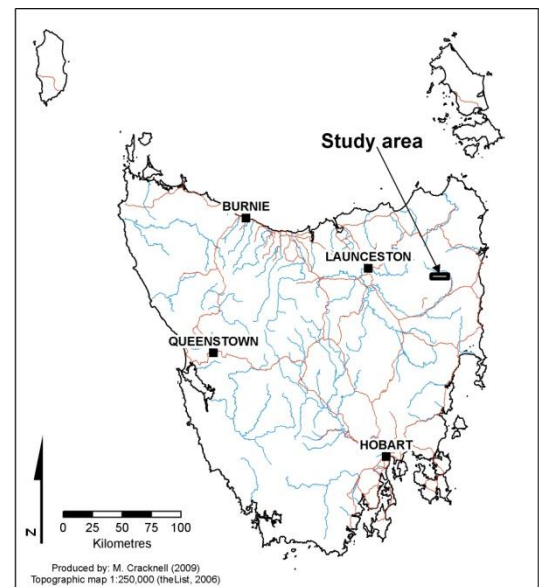 Study area
BURNIE
LAUNCESTON
QUEENSTOWN
HOBART
N
0 25 50 75 100
Kilometres
Produced by: M. Cracknell (2009)
Topographic map 1:250,000 (theList, 2006)